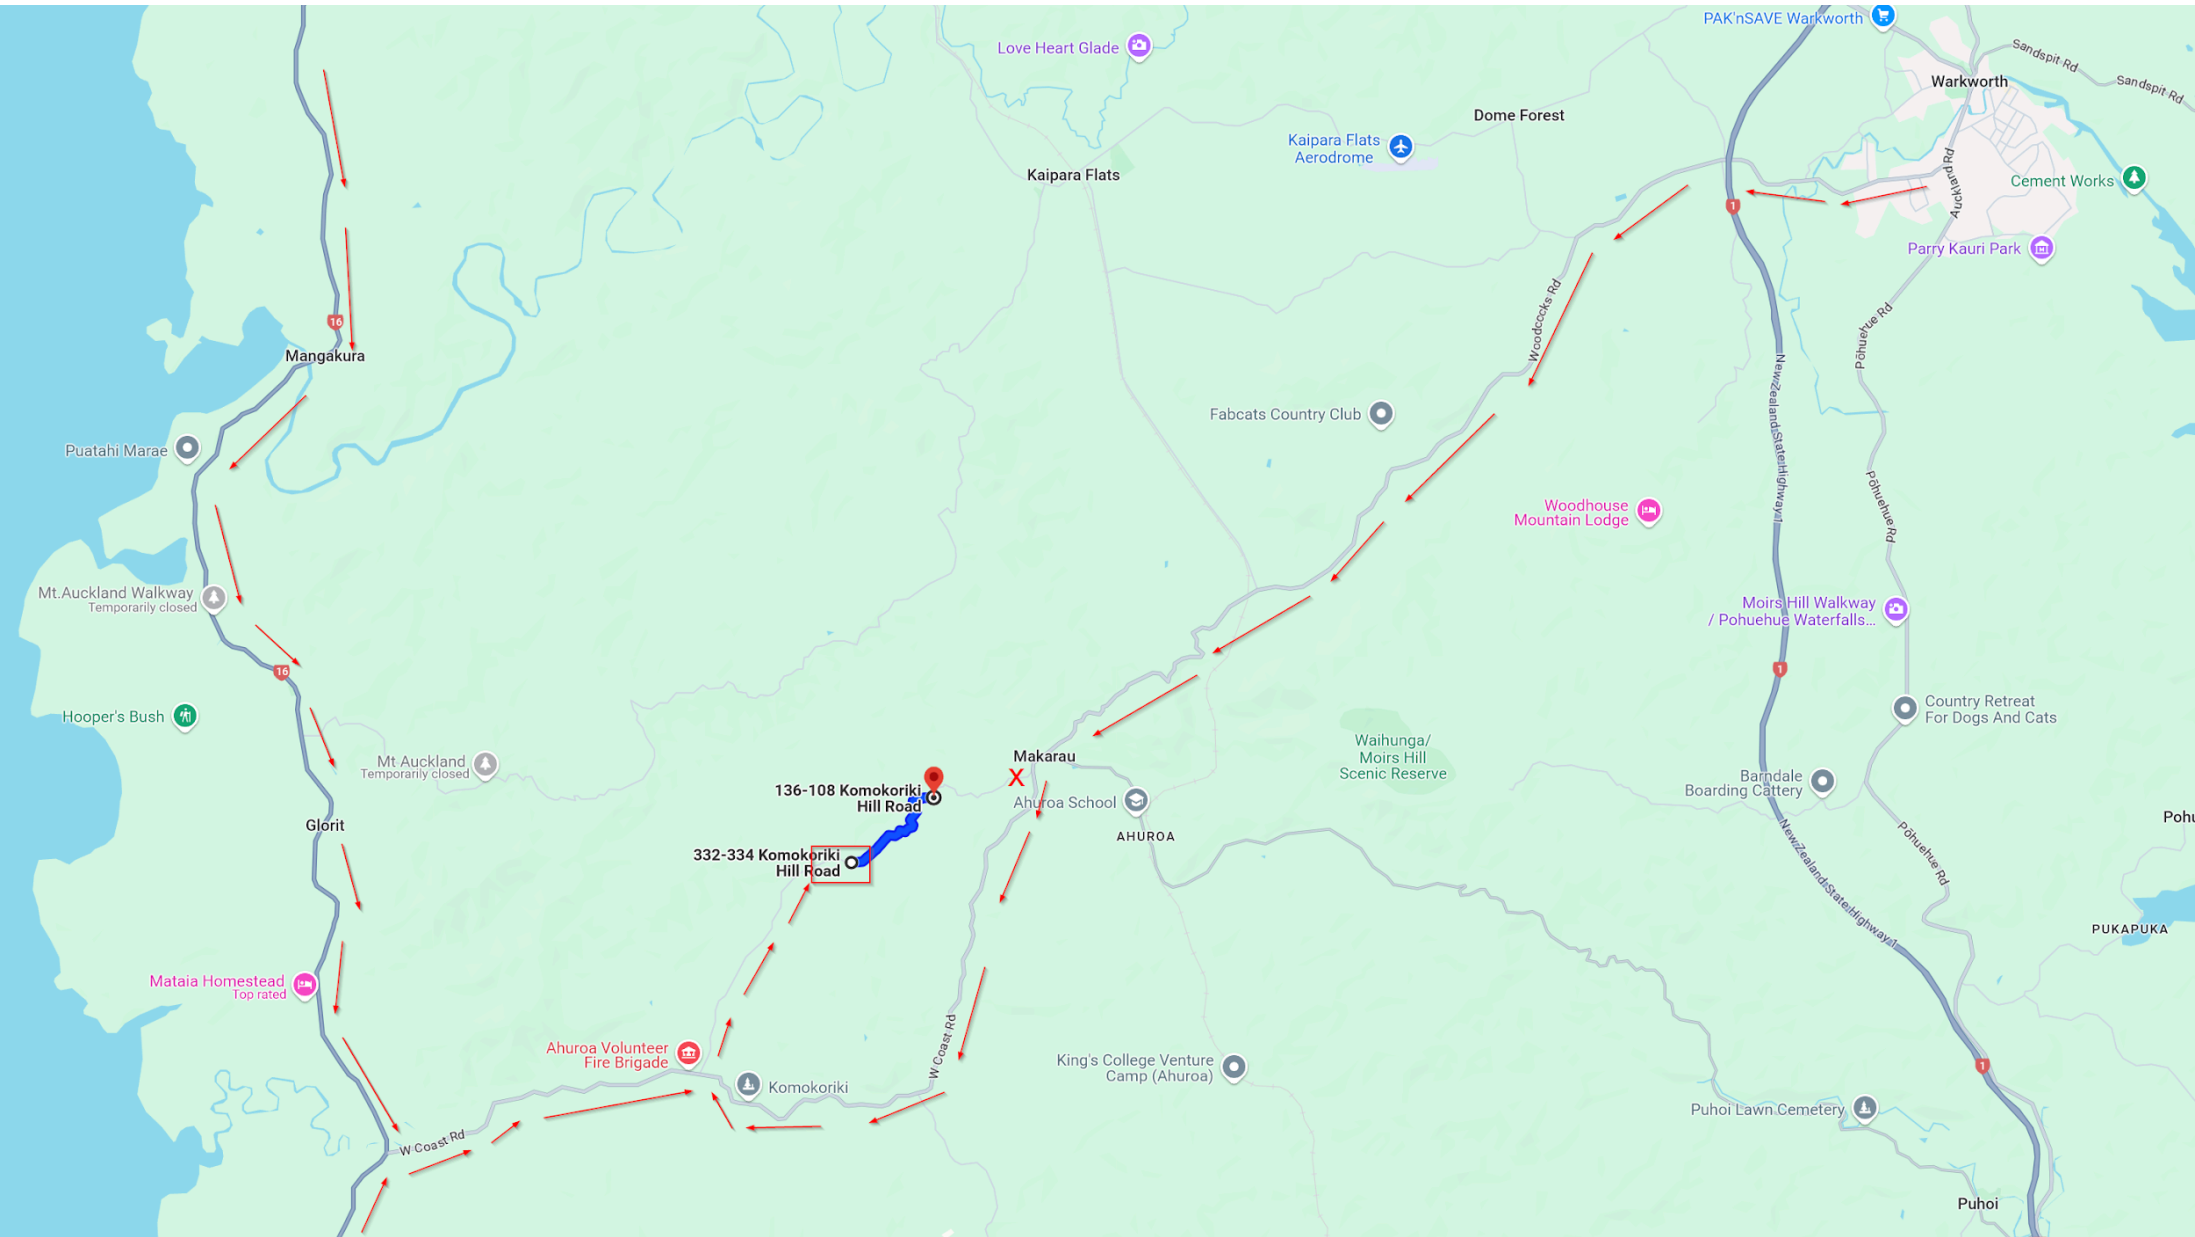 PAK'nSAVE Warkworth
Sandspit Rd
Sandspit Rd
Love Heart Glade
Warkworth
Dome Forest
Kaipara Flats
Aerodrome
Kaipara Flats
Auckland Rd
Cement Works
1
Parry Kauri Park
Woodcocks Rd
Pōhuehue Rd
16
Mangakura
New Zealand State Highway 1
Fabcats Country Club
Puatahi Marae
Pōhuehue Rd
Woodhouse
Mountain Lodge
Mt.Auckland Walkway
Temporarily closed
Moirs Hill Walkway
/ Pohuehue Waterfalls...
16
1
Hooper's Bush
Country Retreat
For Dogs And Cats
Waihunga/
Moirs Hill
Scenic Reserve
Mt Auckland
Temporarily closed
Makarau
X
136-108 Komokoriki
Hill Road
Barndale
Boarding Cattery
Ahuroa School
Glorit
AHUROA
Pohu
332-334 Komokoriki
Hill Road
Pōhuehue Rd
New Zealand State Highway 1
PUKAPUKA
Mataia Homestead
Top rated
W Coast Rd
Ahuroa Volunteer
Fire Brigade
King's College Venture
Camp (Ahuroa)
1
Komokoriki
Puhoi Lawn Cemetery
W Coast Rd
Puhoi